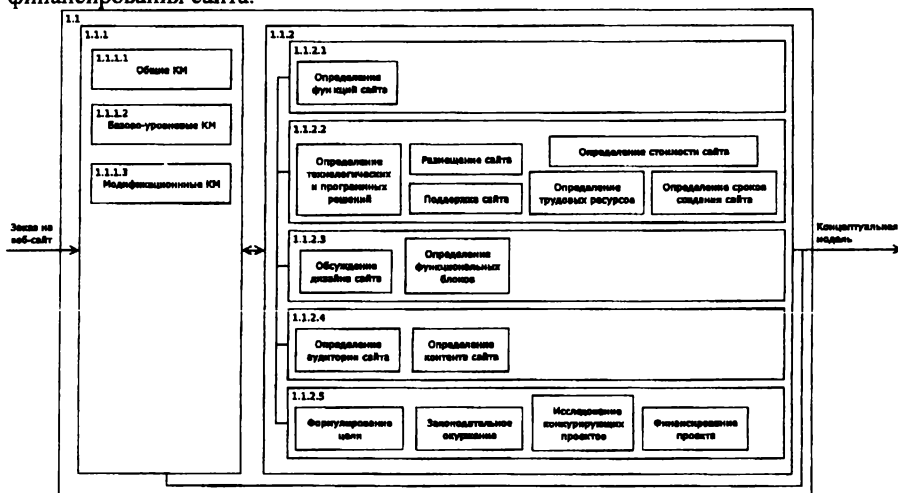 финансирования сайта.
1.1
1.1.1
1.1.1.1
Общие КМ
1.1.1.2
Базово-уровневые КМ
1.1.1.3
Модификационнные КМ
Заказ на
веб-сайт
1.1.2
1.1.2.1
Определение
функций сайта
1.1.2.2
Определение
технологических
и программных
решений
Размещение сайта
Поддержка сайта
Определение стоимости сайта
Определение
трудовых ресурсов
Определение сроков
создания сайта
1.1.2.3
Обсуждение
дизайна сайта
Определение
функциональных
блоков
1.1.2.4
Определение
аудитории сайта
Определение
контента сайта
1.1.2.5
Формулирование
цели
Законодательное
окружение
Исследование
конкурирующих
проектов
Финансирование
проекта
Концептуальная
модель